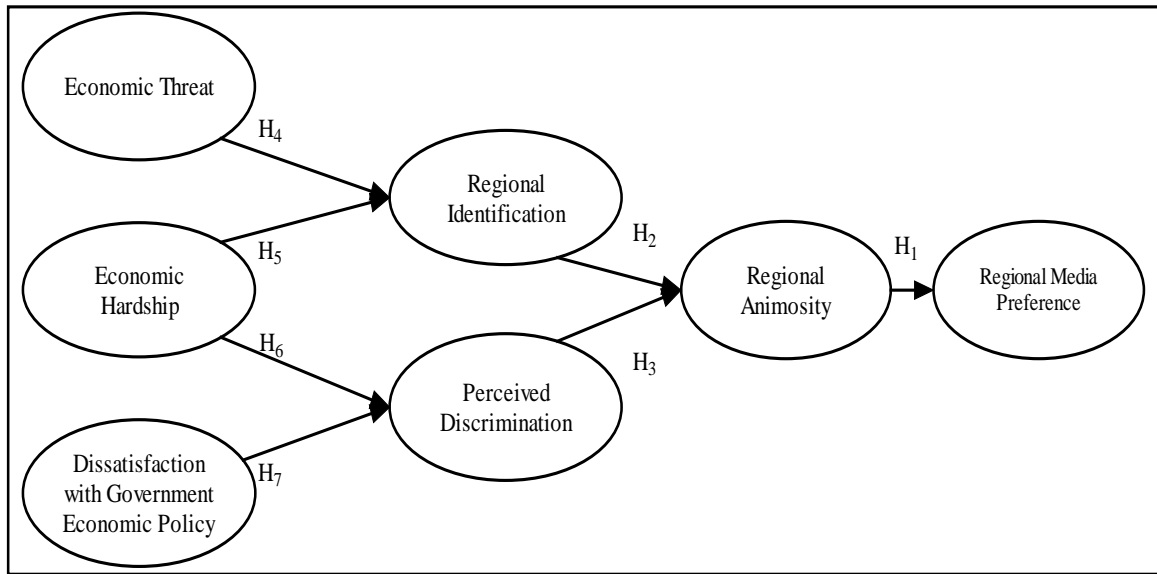 Economic Threat
H4
Regional
Identification
H2
H5
Economic
Hardship
Regional
Animosity
H1
Regional Media
Preference
H6
H3
Perceived
Discrimination
Dissatisfaction
with Government
Economic Policy
H7